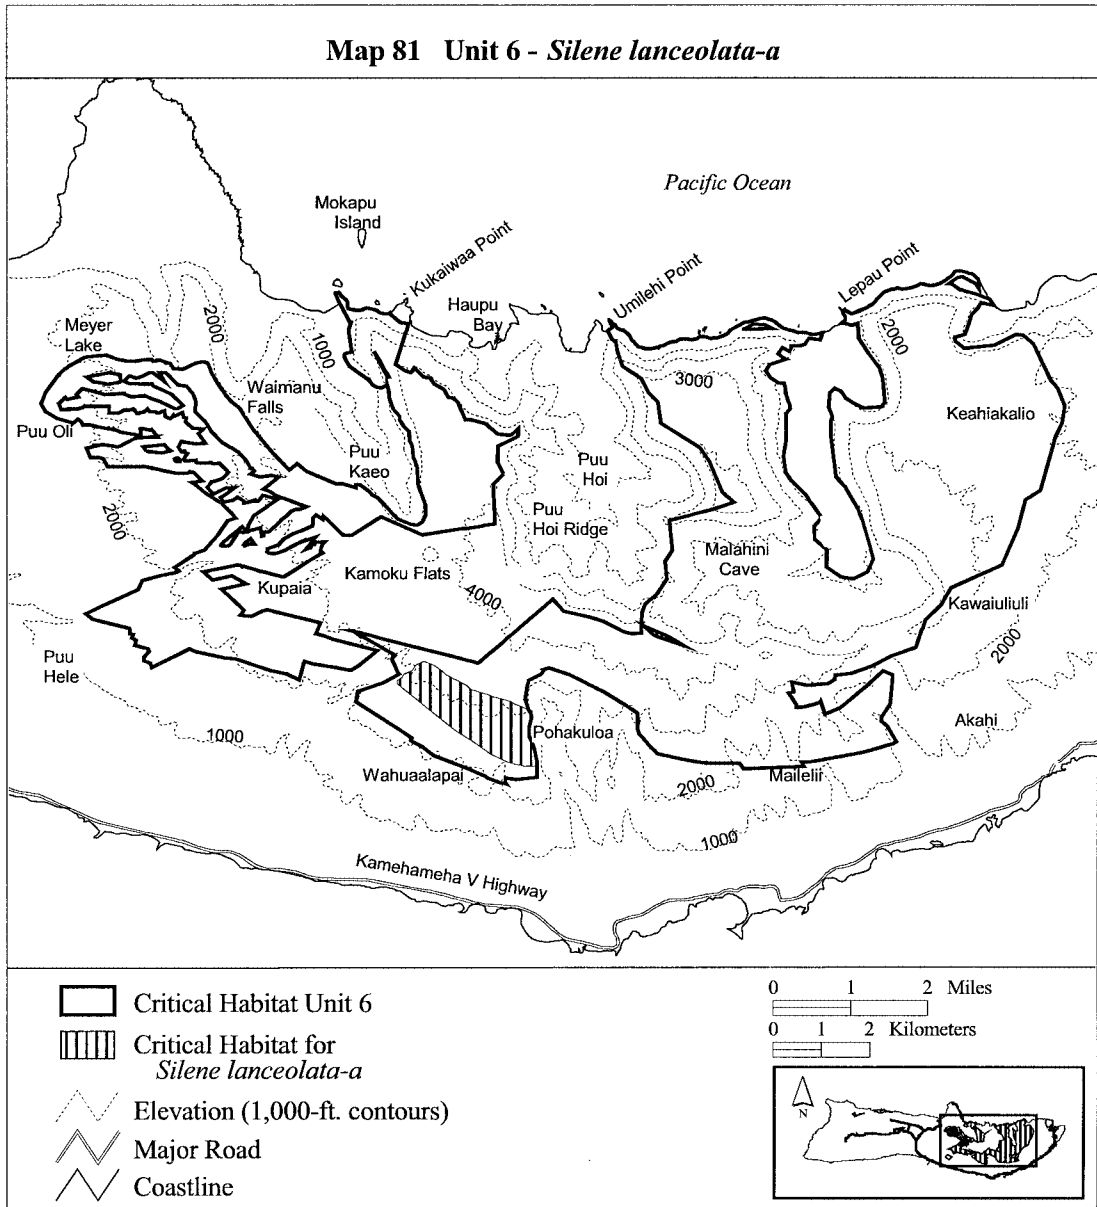 Map 81 Unit 6 - Silene lanceolata-a
Pacific Ocean
Mokapu
Island
Kukaiwaa Point
Haupu
Bay
Umilehi Point
Lepau Point
Meyer
Lake
2000
1000
2000
3000
Waimanu
Falls
Keahiakalio
Puu Oli
Puu
Kaeo
Puu
Hoi
2000
Puu
Hoi Ridge
Malahini
Cave
Kamoku Flats
Kupaia
4000
Kawaiuliuli
2000
Puu
Hele
Akahi
1000
Pohakuloa
Wahuaalapai
2000
Mailelii
1000
Kamehameha V Highway
Critical Habitat Unit 6
Critical Habitat for
Silene lanceolata-a
Elevation (1,000-ft. contours)
Major Road
Coastline
0 1 2 Miles
0 1 2 Kilometers
N